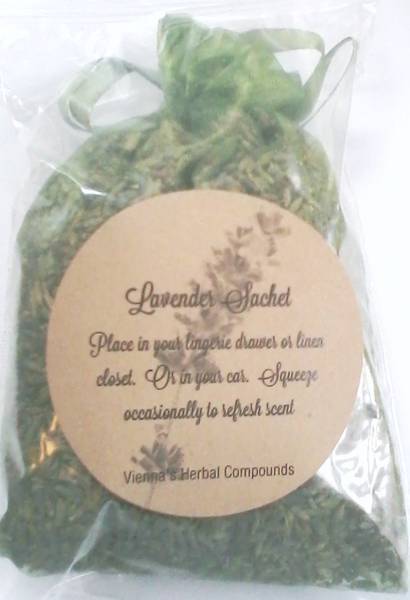 Lavender Sachet
Place in your lingerie drawer or linen
closet. Or in your car. Squeeze
occasionally to refresh scent
Vienna's Herbal Compounds